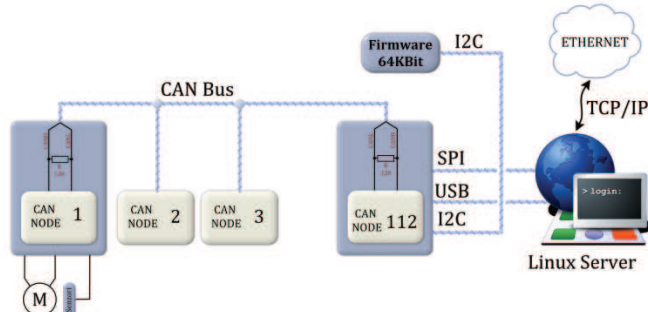 Firmware
64KBit
I2C
ETHERNET
CAN Bus
TCP/IP
SPI
> login:
USB
CAN
NODE 1
CAN
NODE 2
CAN
NODE 3
CAN
NODE 112
I2C
Linux Server
M
Sensori